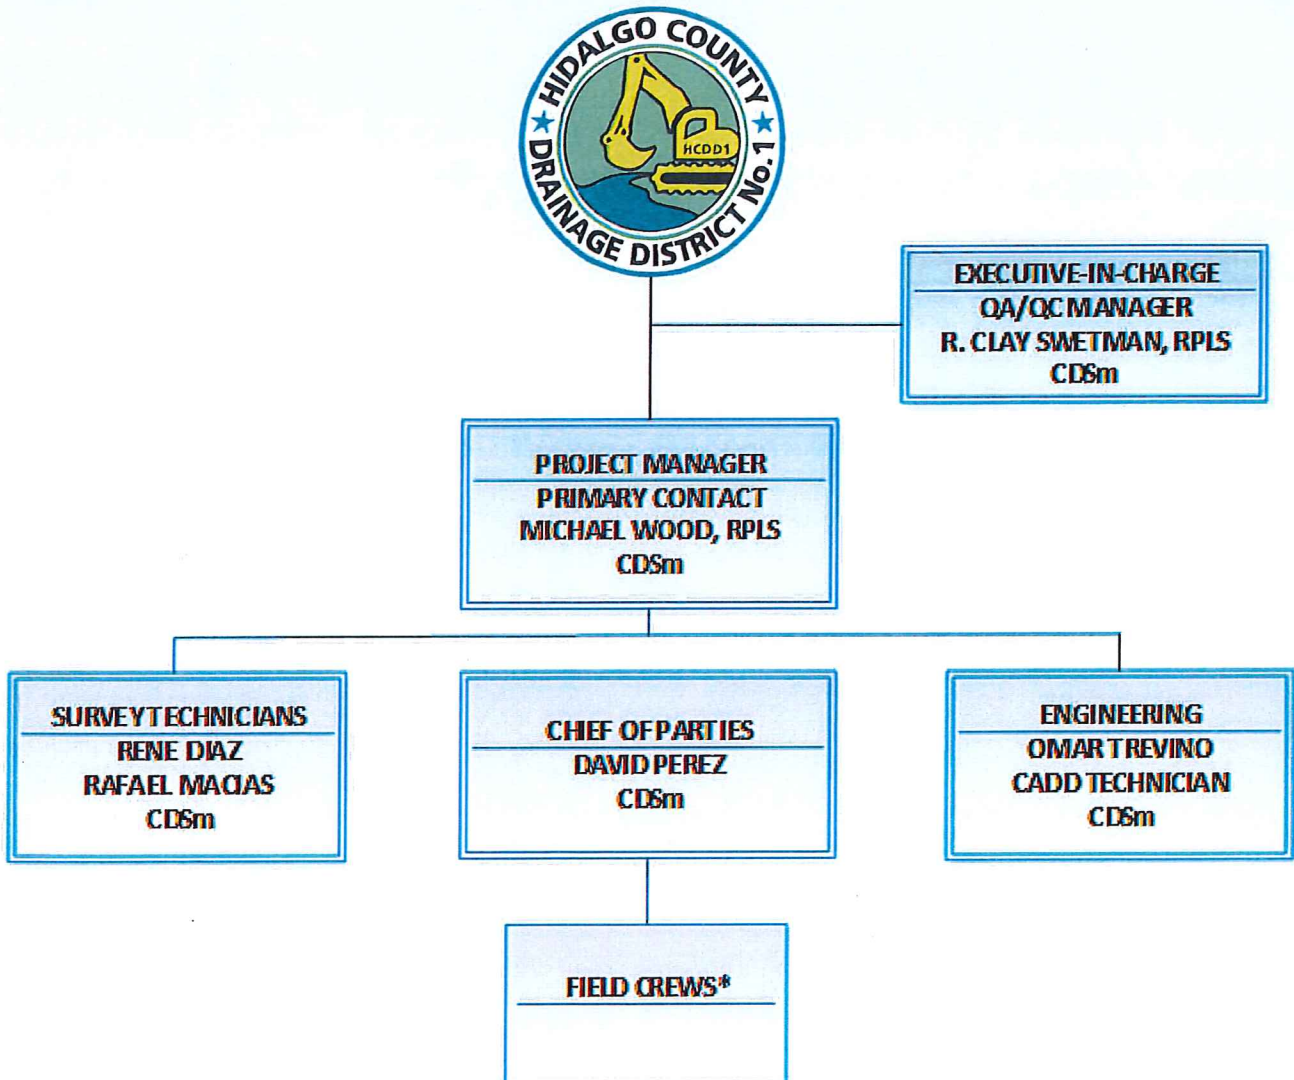 HIDALGO COUNTY
DRAINAGE DISTRICT No.1
HCDD1
EXECUTIVE-IN-CHARGE
QA/QC MANAGER
R. CLAY SWETMAN, RPLS
CDSm
PROJECT MANAGER
PRIMARY CONTACT
MICHAEL WOOD, RPLS
CDSm
SURVEY TECHNICIANS
RENE DIAZ
RAFAEL MACIAS
CDSm
CHIEF OF PARTIES
DAVID PEREZ
CDSm
ENGINEERING
OMAR TREVINO
CADD TECHNICIAN
CDSm
FIELD CREWS*